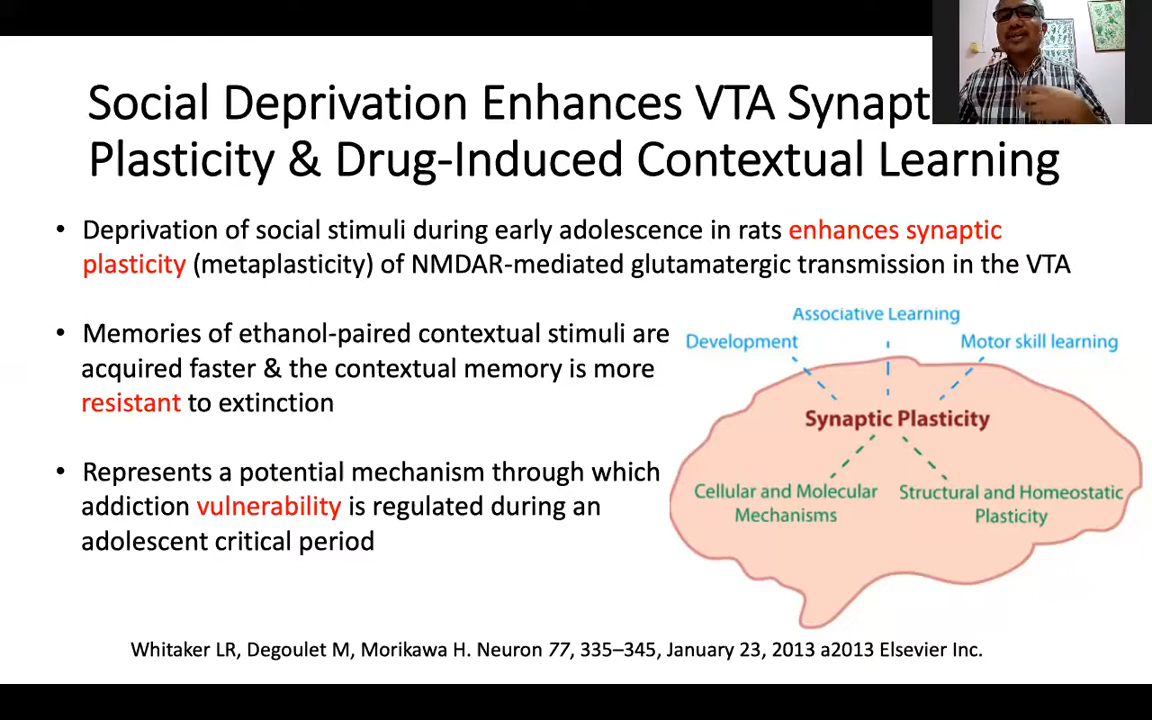 Social Deprivation Enhances VTA Synapt
Plasticity & Drug-Induced Contextual Learning
• Deprivation of social stimuli during early adolescence in rats enhances synaptic
plasticity (metaplasticity) of NMDAR-mediated glutamatergic transmission in the VTA
• Memories of ethanol-paired contextual stimuli are
acquired faster & the contextual memory is more
resistant to extinction
• Represents a potential mechanism through which
addiction vulnerability is regulated during an
adolescent critical period
Associative Learning
Development
Motor skill learning
Synaptic Plasticity
Cellular and Molecular
Mechanisms
Structural and Homeostatic
Plasticity
Whitaker LR, Degoulet M, Morikawa H. Neuron 77, 335–345, January 23, 2013 a2013 Elsevier Inc.